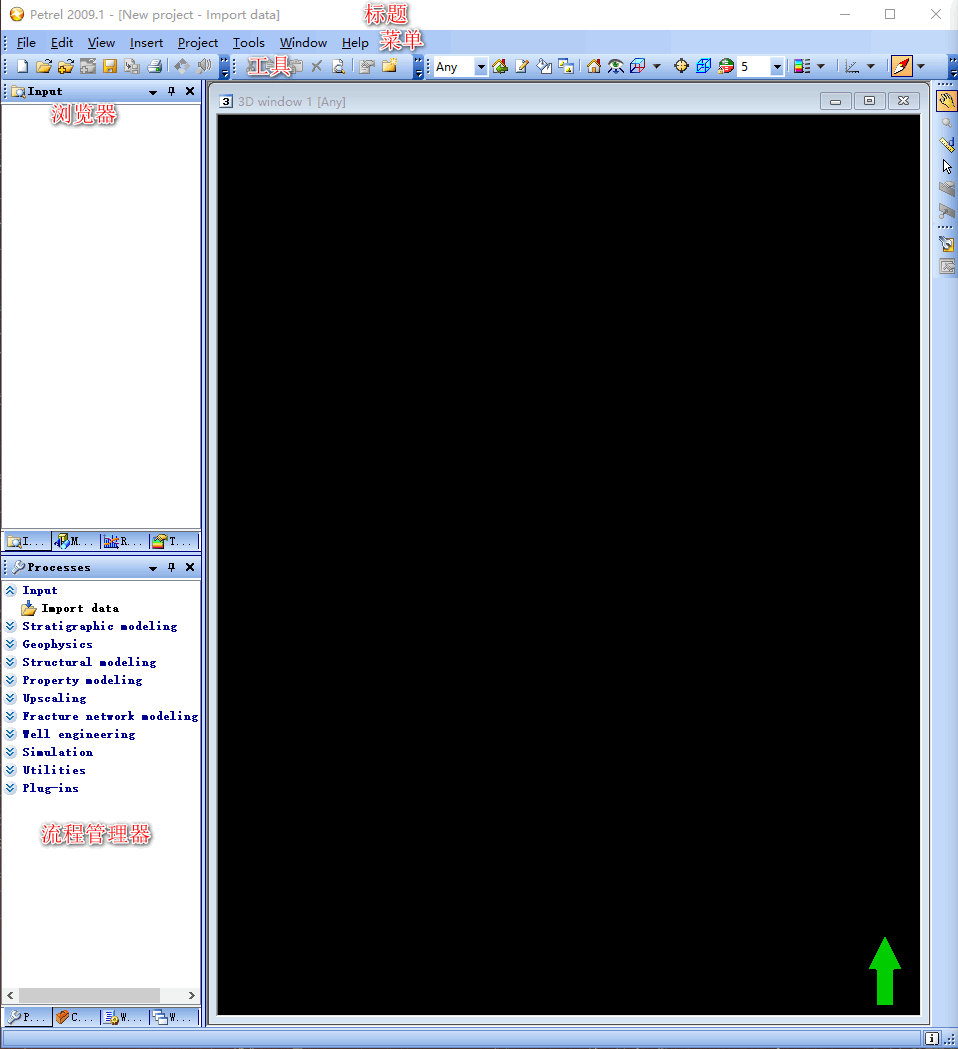 Petrel 2009.1 - [New project - Import data]
标题
File Edit View Insert Project Tools Window Help
菜单
工具
Any
5
Input
浏览器
3 3D window 1 [Any]
I... M... R... T...
Processes
Input
Import data
Stratigraphic modeling
Geophysics
Structural modeling
Property modeling
Upscaling
Fracture network modeling
Well engineering
Simulation
Utilities
Plug-ins
流程管理器
P... C... W... W...